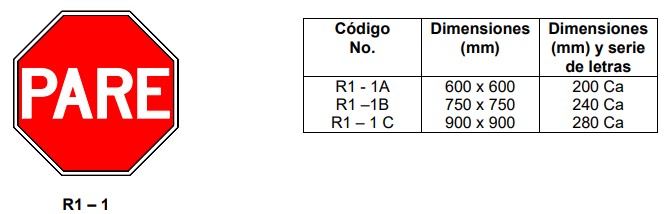 PARE
R1 – 1
Código No. Dimensiones (mm) Dimensiones (mm) y serie de letras
R1 - 1A 600 x 600 200 Ca
R1 –1B 750 x 750 240 Ca
R1 – 1 C 900 x 900 280 Ca